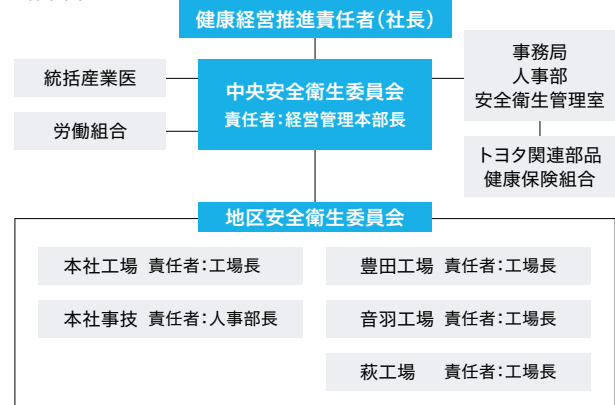 健康経営推進責任者（社長）
統括産業医
労働組合
中央安全衛生委員会
責任者：経営管理本部長
事務局
人事部
安全衛生管理室
トヨタ関連部品
健康保険組合
地区安全衛生委員会
本社工場 責任者：工場長
本社事技 責任者：人事部長
豊田工場 責任者：工場長
音羽工場 責任者：工場長
萩工場 責任者：工場長